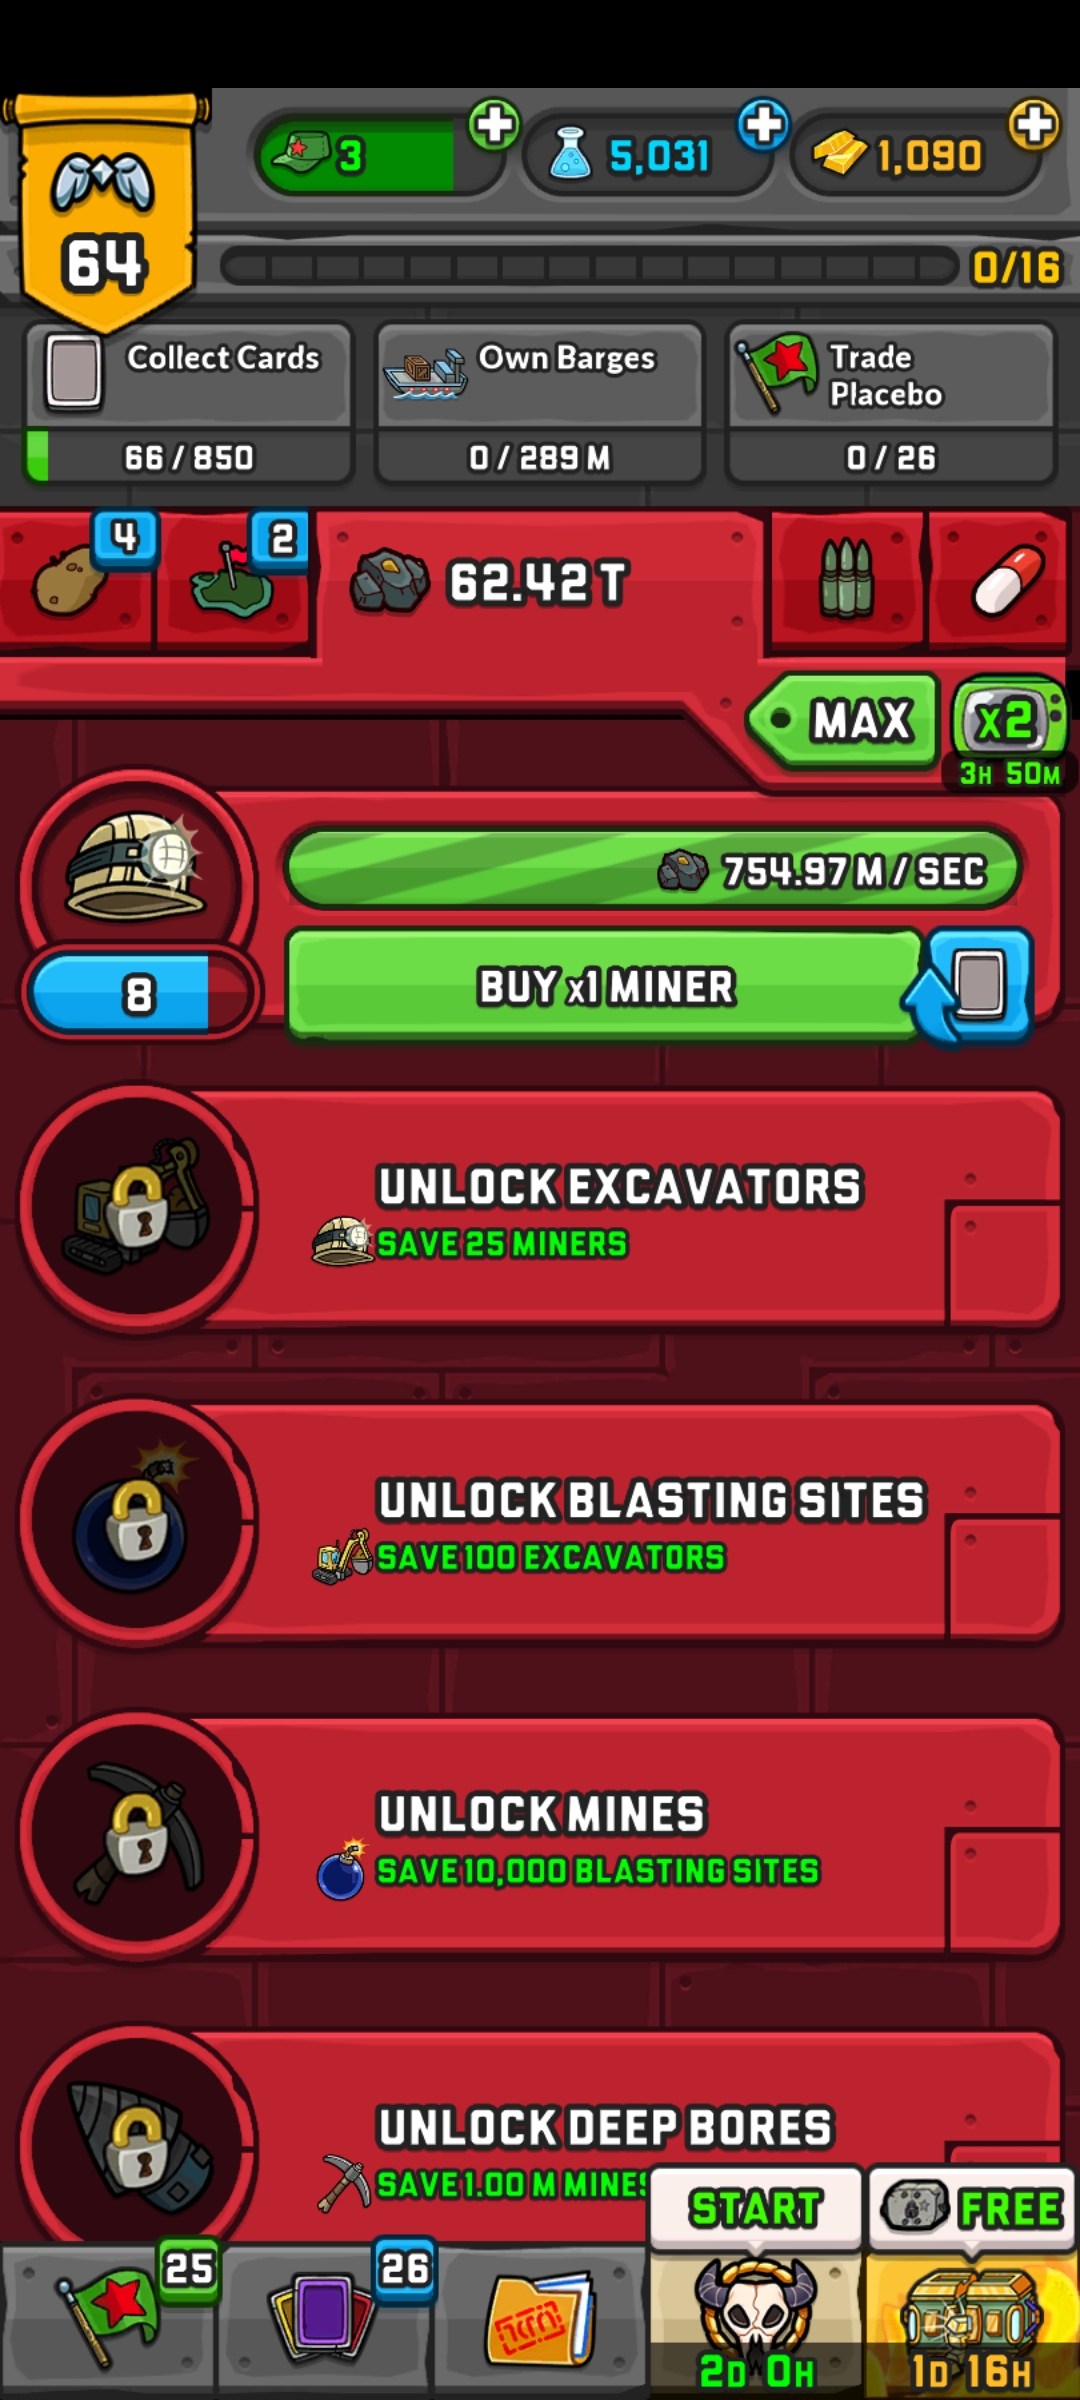 64
3
5,031
1,090
0/16
Collect Cards
66 / 850
Own Barges
0 / 289 M
Trade
Placebo
0 / 26
4
2
62.42 T
MAX
x2
3H 50M
754.97 M / SEC
8
BUY x1 MINER
UNLOCK EXCAVATORS
SAVE 25 MINERS
UNLOCK BLASTING SITES
SAVE 100 EXCAVATORS
UNLOCK MINES
SAVE 10,000 BLASTING SITES
UNLOCK DEEP BORES
SAVE 1.00 M MINES
START
FREE
25
26
2D 0H
1D 16H